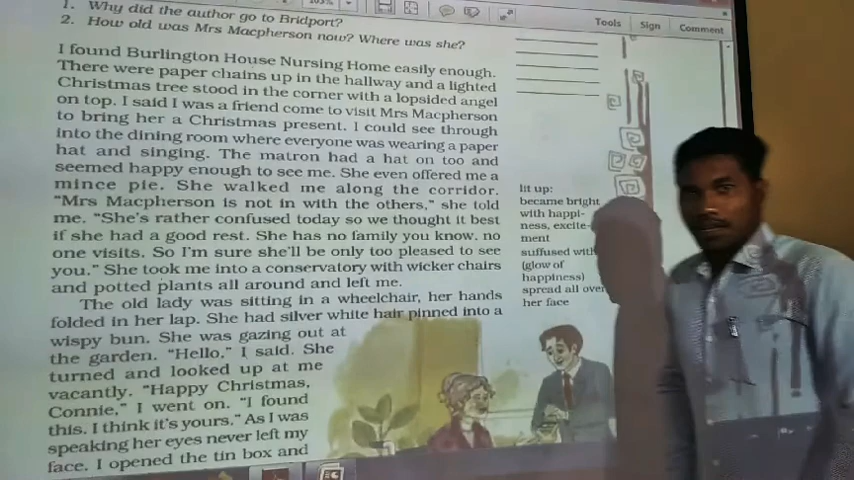 103%
Tools Sign Comment
1. Why did the author go to Bridport?
2. How old was Mrs Macpherson now? Where was she?
I found Burlington House Nursing Home easily enough.
There were paper chains up in the hallway and a lighted
Christmas tree stood in the corner with a lopsided angel
on top. I said I was a friend come to visit Mrs Macpherson
to bring her a Christmas present. I could see through
into the dining room where everyone was wearing a paper
hat and singing. The matron had a hat on too and
seemed happy enough to see me. She even offered me a
mince pie. She walked me along the corridor.
“Mrs Macpherson is not in with the others,” she told
me. “She’s rather confused today so we thought it best
if she had a good rest. She has no family you know, no
one visits. So I’m sure she’ll be only too pleased to see
you.” She took me into a conservatory with wicker chairs
and potted plants all around and left me.
The old lady was sitting in a wheelchair, her hands
folded in her lap. She had silver white hair pinned into a
wispy bun. She was gazing out at
the garden. “Hello,” I said. She
turned and looked up at me
vacantly. “Happy Christmas,
Connie,” I went on. “I found
this. I think it’s yours.” As I was
speaking her eyes never left my
face. I opened the tin box and
lit up:
became bright
with happi-
ness, excite-
ment
suffused with
(glow of
happiness)
spread all over
her face